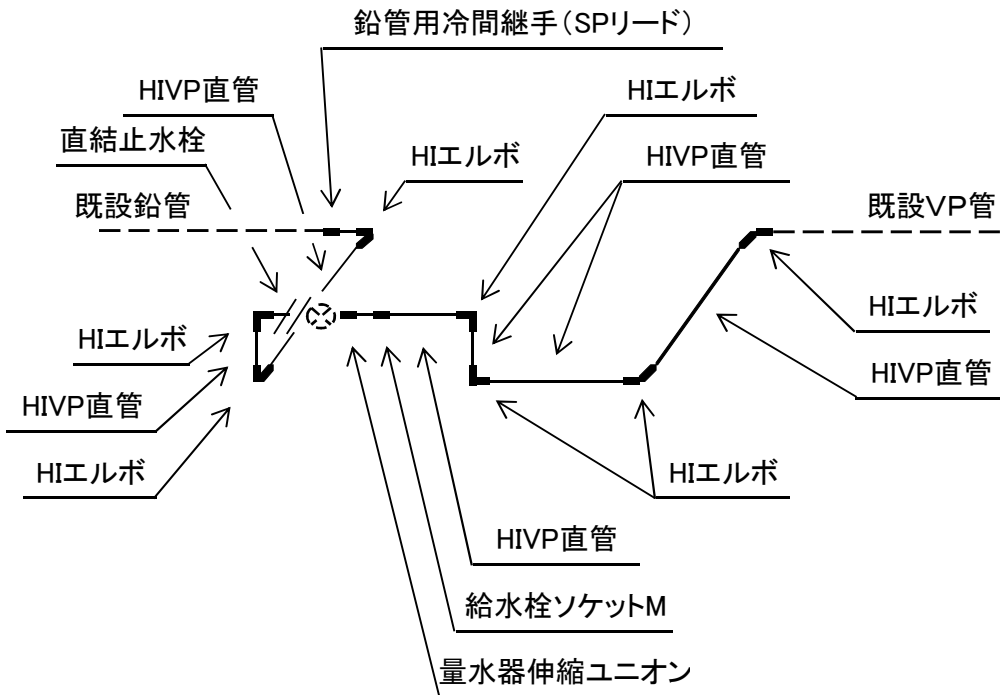 鉛管用冷間継手（SPリード）
HIVP直管
HIエルボ
直結止水栓
HIエルボ
HIVP直管
既設鉛管
既設VP管
HIエルボ
HIエルボ
HIVP直管
HIVP直管
HIエルボ
HIエルボ
HIVP直管
給水栓ソケットM
量水器伸縮ユニオン